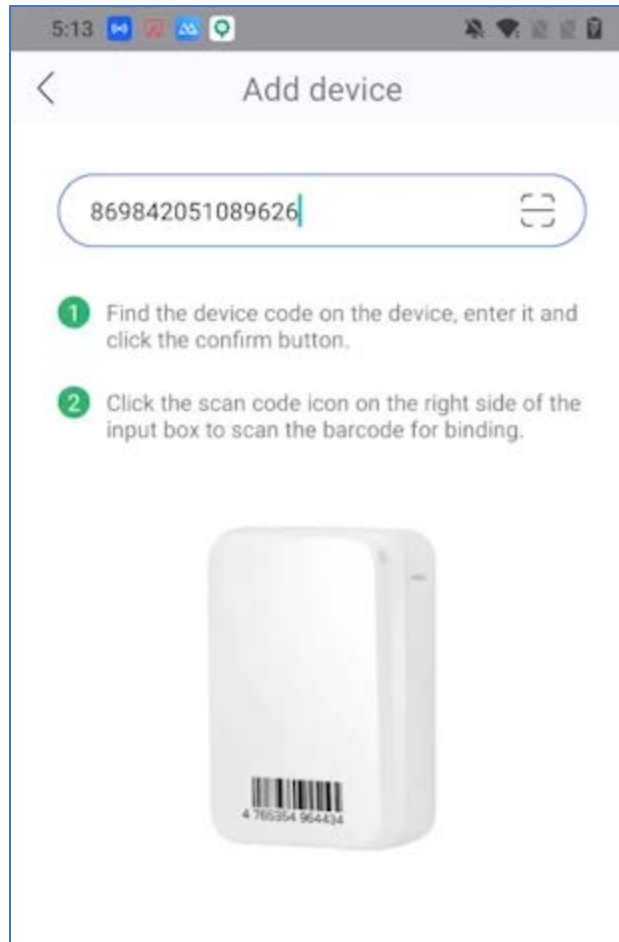 5:13
Add device
869842051089626
1 Find the device code on the device, enter it and
click the confirm button.
2 Click the scan code icon on the right side of the
input box to scan the barcode for binding.
4 765354 964434